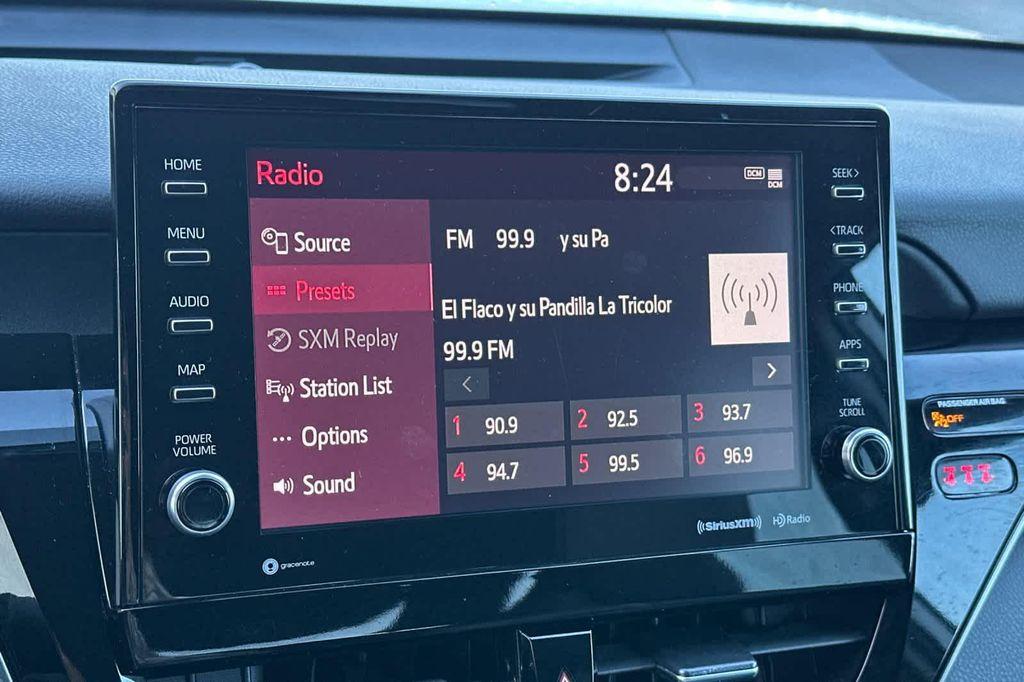 HOME
MENU
AUDIO
MAP
POWER
VOLUME
Radio
8:24
DCM
DCM
Source
Presets
SXM Replay
Station List
Options
Sound
FM 99.9 y su Pa
El Flaco y su Pandilla La Tricolor
99.9 FM
1 90.9
2 92.5
3 93.7
4 94.7
5 99.5
6 96.9
SEEK >
< TRACK
PHONE
APPS
TUNE
SCROLL
((SiriusXM))
HD Radio
gracenote
PASSENGER AIR BAG
2 OFF